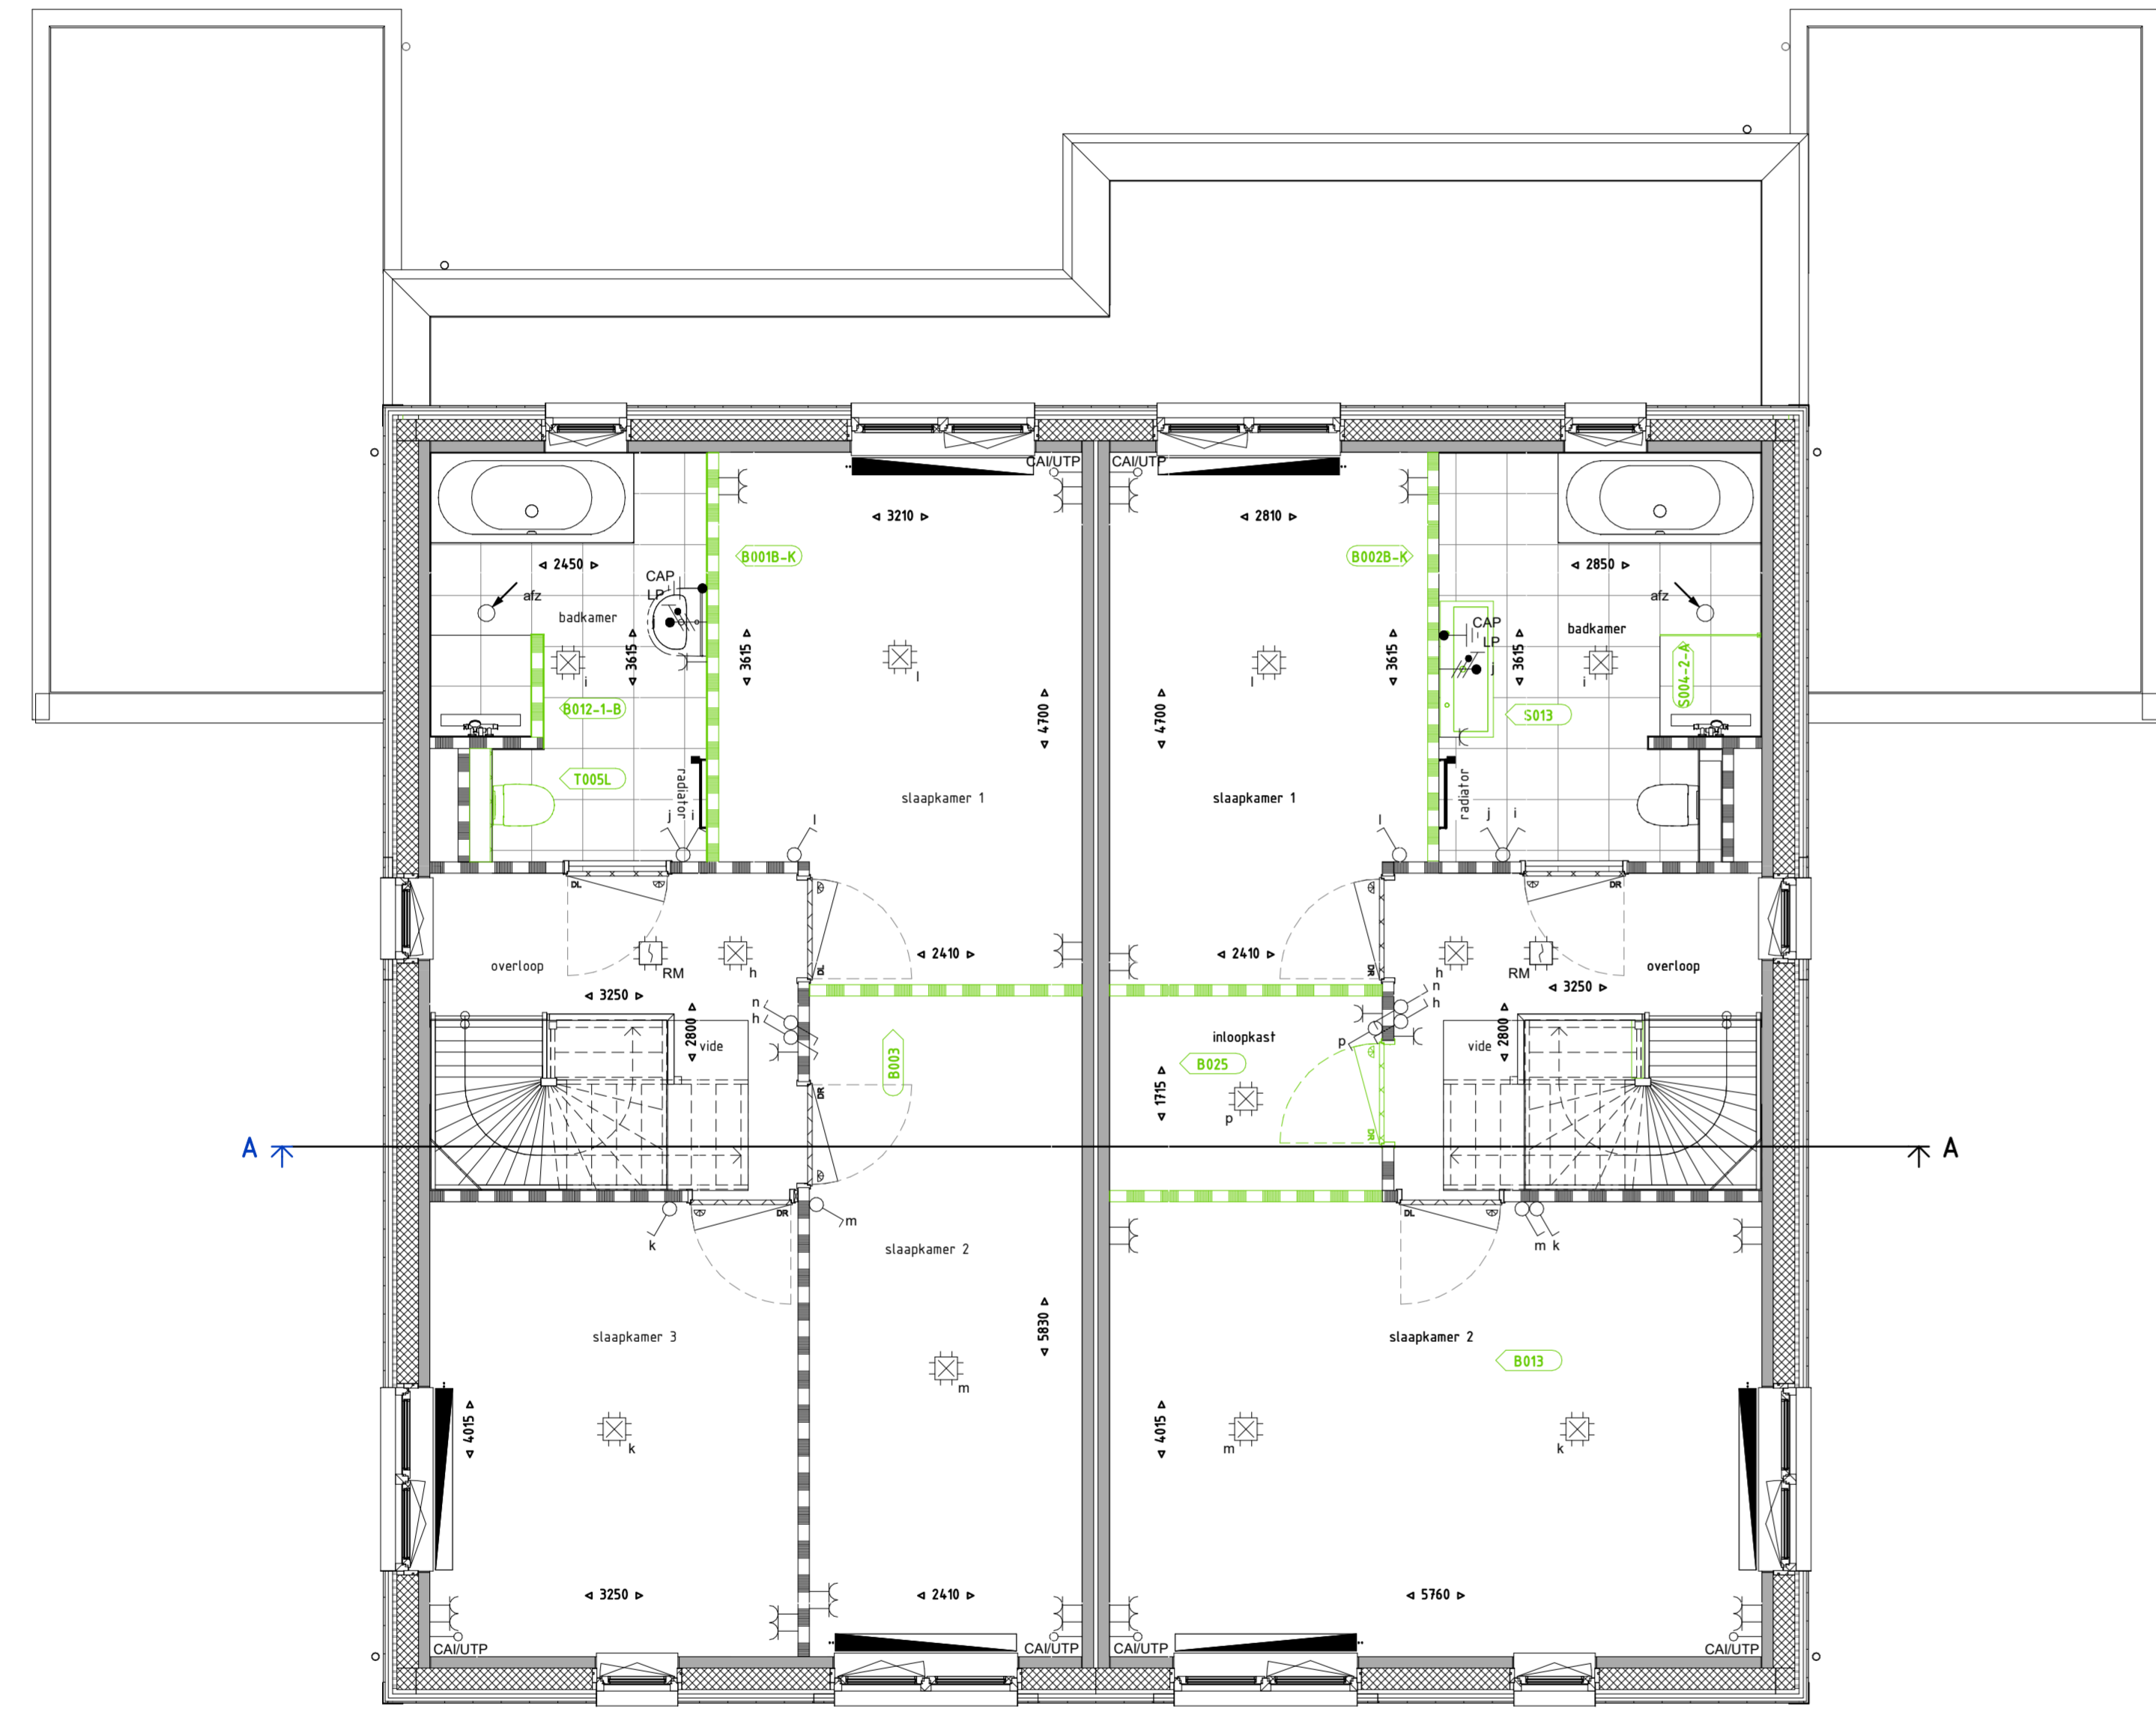 CAI/UTP CAI/UTP
3210 2810
B001B-K B002B-K
2450 2850
CAP
LP
afz afz
badkamer badkamer
CAP
LP
3615 3615 3615 3615
i l l j i
S004-2-A
4700 4700
B012-1-B S013
T005L
radiator radiator
slaapkamer 1 slaapkamer 1
j i l l j i
DL DR
overloop overloop
2410 2410
DL DR
RM h h RM
3250 3250
n n
h h
2800 2800
vide inloopkast vide
B003 B025
p
DR 1715
p DR
A A
DR DL
k m m k
slaapkamer 2
slaapkamer 3 slaapkamer 2
5830
B013
m
4015 4015
k m k
3250 2410 5760
CAI/UTP CAI/UTP CAI/UTP CAI/UTP